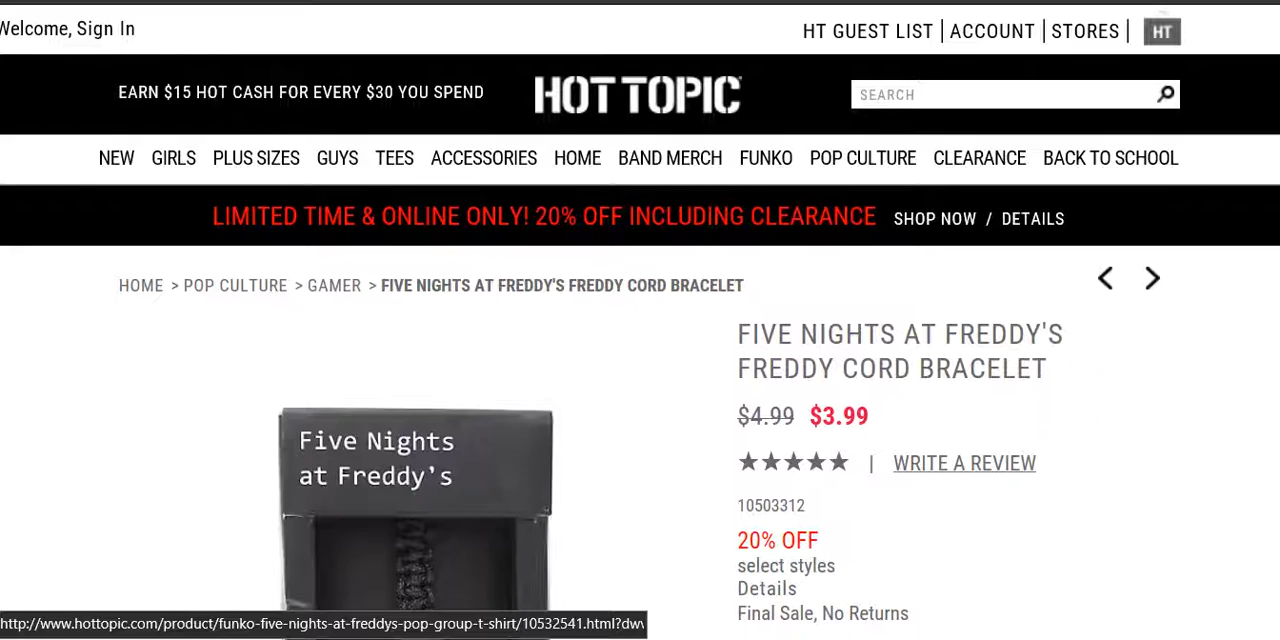 Welcome, Sign In
HT GUEST LIST | ACCOUNT | STORES | HT
EARN $15 HOT CASH FOR EVERY $30 YOU SPEND
HOT TOPIC
SEARCH
NEW GIRLS PLUS SIZES GUYS TEES ACCESSORIES HOME BAND MERCH FUNKO POP CULTURE CLEARANCE BACK TO SCHOOL
LIMITED TIME & ONLINE ONLY! 20% OFF INCLUDING CLEARANCE SHOP NOW / DETAILS
HOME > POP CULTURE > GAMER > FIVE NIGHTS AT FREDDY'S FREDDY CORD BRACELET
FIVE NIGHTS AT FREDDY'S
FREDDY CORD BRACELET
$4.99 $3.99
★★★★★ | WRITE A REVIEW
10503312
20% OFF
select styles
Details
Final Sale, No Returns
Five Nights
at Freddy's
http://www.hottopic.com/product/funko-five-nights-at-freddys-pop-group-t-shirt/10532541.html?dwv